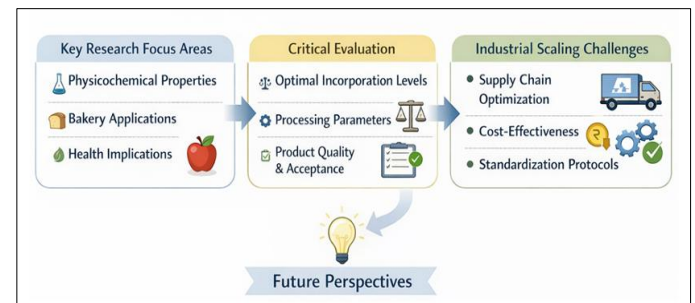 Key Research Focus Areas
Physicochemical Properties
Bakery Applications
Health Implications
Critical Evaluation
Optimal Incorporation Levels
Processing Parameters
Product Quality
& Acceptance
Industrial Scaling Challenges
Supply Chain
Optimization
Cost-Effectiveness
₹
Standardization Protocols
Future Perspectives